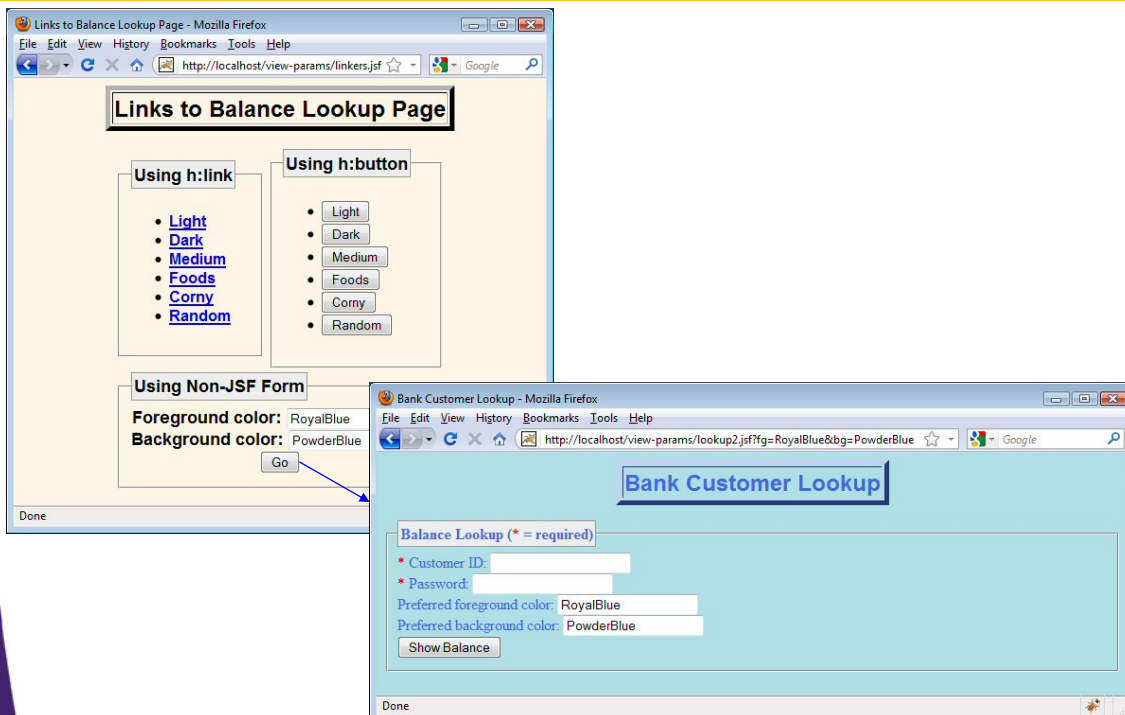 Links to Balance Lookup Page - Mozilla Firefox
File Edit View History Bookmarks Tools Help
http://localhost/view-params/linkers.jsf
Google
Links to Balance Lookup Page
Using h:link
• Light
• Dark
• Medium
• Foods
• Corny
• Random
Using h:button
• Light
• Dark
• Medium
• Foods
• Corny
• Random
Using Non-JSF Form
Foreground color: RoyalBlue
Background color: PowderBlue
Go
Done
Bank Customer Lookup - Mozilla Firefox
File Edit View History Bookmarks Tools Help
http://localhost/view-params/lookup2.jsf?fg=RoyalBlue&bg=PowderBlue
Google
Bank Customer Lookup
Balance Lookup (* = required)
* Customer ID:
* Password:
Preferred foreground color: RoyalBlue
Preferred background color: PowderBlue
Show Balance
Done